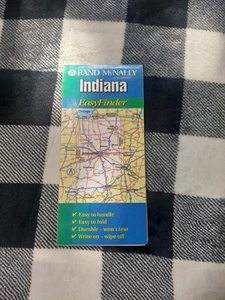 RAND McNALLY
Indiana
EasyFinder
✔ Easy to handle
✔ Easy to fold
✔ Durable – won't tear
✔ Write on – wipe off